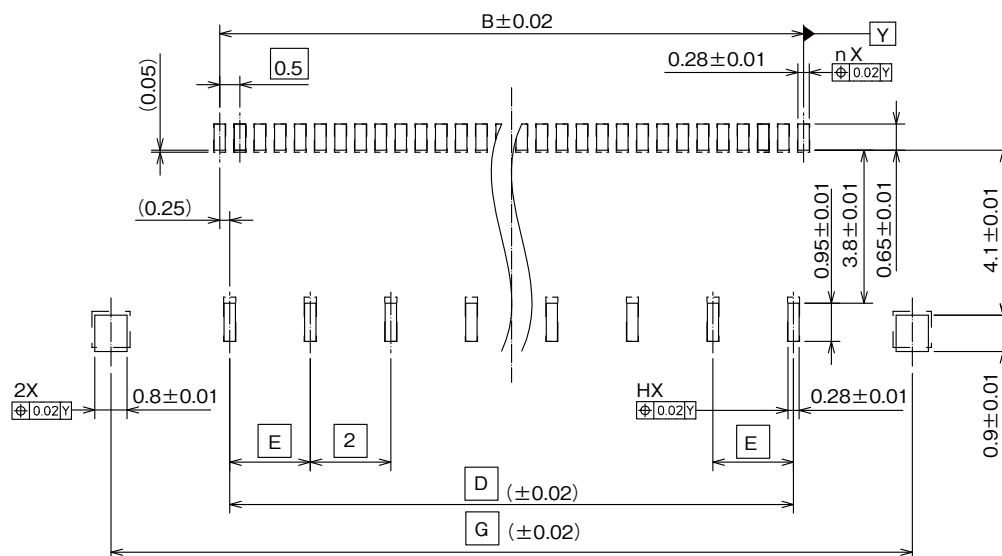 B±0.02
Y
0.5
0.28±0.01
nX
⌖ 0.02 Y
(0.05)
(0.25)
0.95±0.01
3.8±0.01
0.65±0.01
4.1±0.01
2X
⌖ 0.02 Y
0.8±0.01
HX
⌖ 0.02 Y
0.28±0.01
0.9±0.01
E
2
E
D (±0.02)
G (±0.02)